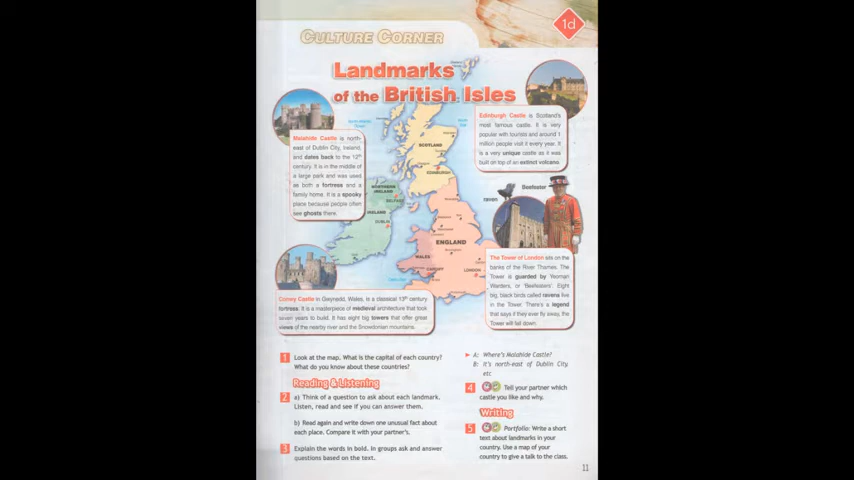 1d
CULTURE CORNER
Landmarks
of the British Isles
Malahide Castle is north-
east of Dublin City, Ireland,
and dates back to the 12th
century. It is in the middle of
a large park and was used
as both a fortress and a
family home. It is a spooky
place because people often
see ghosts there.
Edinburgh Castle is Scotland's
most famous castle. It is very
popular with tourists and around 1
million people visit it every year. It
is a very unique castle as it was
built on top of an extinct volcano.
SCOTLAND
EDINBURGH
NORTHERN
IRELAND
BELFAST
IRELAND
DUBLIN
ENGLAND
WALES
CARDIFF
LONDON
raven
Beefeater
The Tower of London sits on the
banks of the River Thames. The
Tower is guarded by Yeoman
Warders, or 'Beefeaters'. Eight
big, black birds called ravens live
in the Tower. There's a legend
that says if they ever fly away, the
Tower will fall down.
Conwy Castle in Gwynedd, Wales, is a classical 13th century
fortress. It is a masterpiece of medieval architecture that took
seven years to build. It has eight big towers that offer great
views of the nearby river and the Snowdonian mountains.
1 Look at the map. What is the capital of each country?
What do you know about these countries?
Reading & Listening
2 a) Think of a question to ask about each landmark.
Listen, read and see if you can answer them.
b) Read again and write down one unusual fact about
each place. Compare it with your partner's.
3 Explain the words in bold. In groups ask and answer
questions based on the text.
A: Where's Malahide Castle?
B: It's north-east of Dublin City,
etc
4 Tell your partner which
castle you like and why.
Writing
5 Portfolio: Write a short
text about landmarks in your
country. Use a map of your
country to give a talk to the class.
11